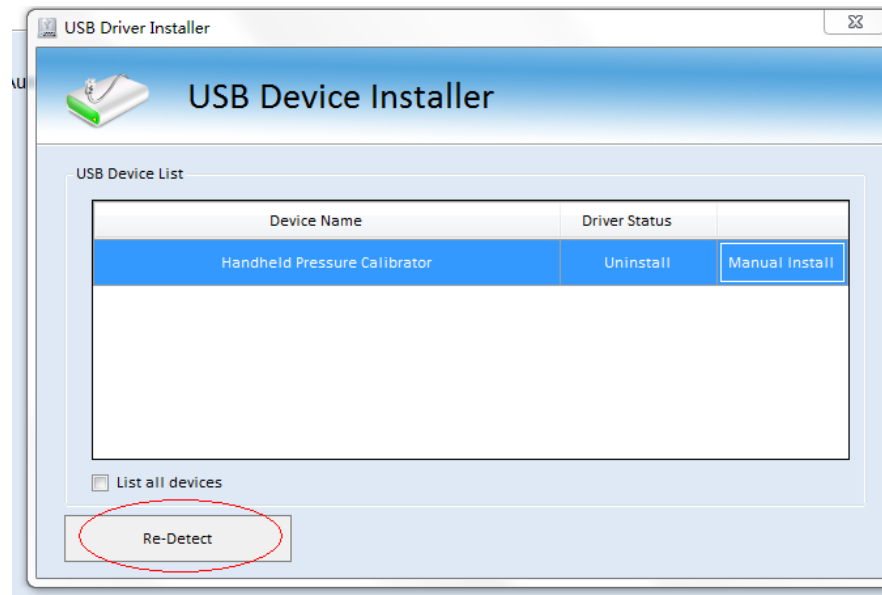 USB Driver Installer
USB Device Installer
USB Device List
Device Name Driver Status
Handheld Pressure Calibrator Uninstall Manual Install
List all devices
Re-Detect